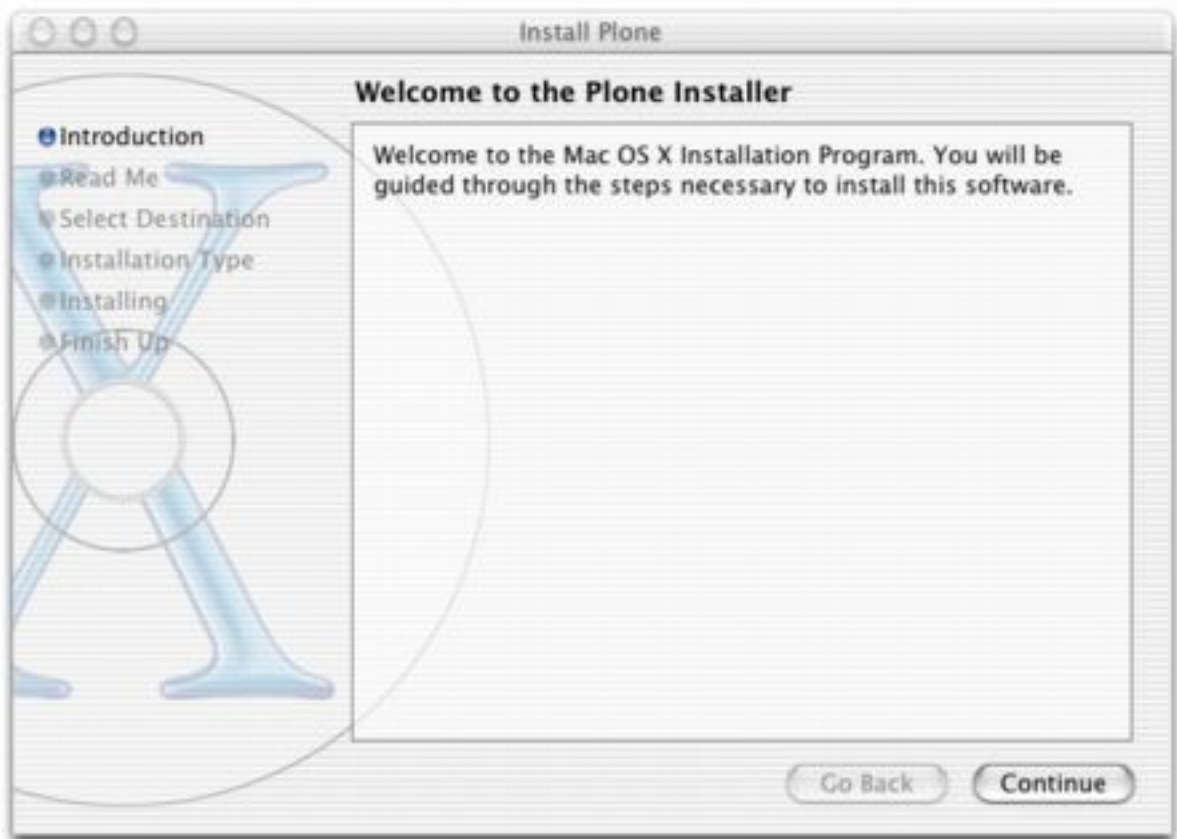 Install Plone
Welcome to the Plone Installer
Introduction
Read Me
Select Destination
Installation Type
Installing
Finish Up
Welcome to the Mac OS X Installation Program. You will be
guided through the steps necessary to install this software.
Go Back
Continue